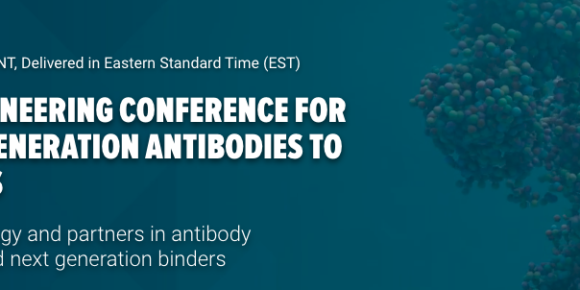 NT, Delivered in Eastern Standard Time (EST)
NEERING CONFERENCE FOR
ENERATION ANTIBODIES TO
S
gy and partners in antibody
d next generation binders